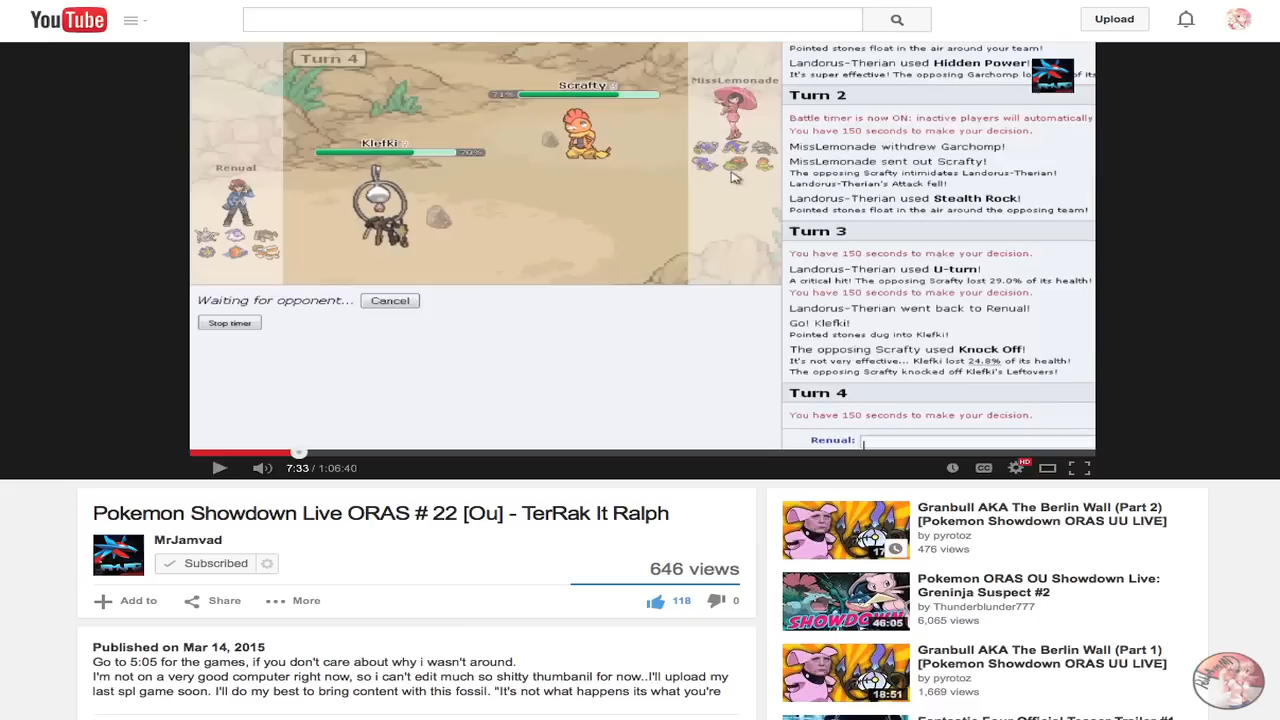 YouTube
Upload
Turn 4
Scrafty
71%
MissLemonade
Klefki
70%
Renual
Waiting for opponent... Cancel
Stop timer
Pointed stones float in the air around your team!
Landorus-Therian used Hidden Power!
It's super effective! The opposing Garchomp
Turn 2
Battle timer is now ON: inactive players will automatically
You have 150 seconds to make your decision.
MissLemonade withdrew Garchomp!
MissLemonade sent out Scrafty!
The opposing Scrafty intimidates Landorus-Therian!
Landorus-Therian's Attack fell!
Landorus-Therian used Stealth Rock!
Pointed stones float in the air around the opposing team!
Turn 3
You have 150 seconds to make your decision.
Landorus-Therian used U-turn!
A critical hit! The opposing Scrafty lost 29.0% of its health!
You have 150 seconds to make your decision.
Landorus-Therian went back to Renual!
Go! Klefki!
Pointed stones dug into Klefki!
The opposing Scrafty used Knock Off!
It's not very effective... Klefki lost 24.8% of its health!
The opposing Scrafty knocked off Klefki's Leftovers!
Turn 4
You have 150 seconds to make your decision.
Renual:
7:33 / 1:06:40
CC
HD
Pokemon Showdown Live ORAS # 22 [Ou] - TerRak It Ralph
MrJamvad
Subscribed
646 views
Add to Share More
118 0
Published on Mar 14, 2015
Go to 5:05 for the games, if you don't care about why i wasn't around.
I'm not on a very good computer right now, so i can't edit much so shitty thumbanil for now..I'll upload my
last spl game soon. I'll do my best to bring content with this fossil. "It's not what happens its what you're
Granbull AKA The Berlin Wall (Part 2)
[Pokemon Showdown ORAS UU LIVE]
by pyrotoz
476 views
Pokemon ORAS OU Showdown Live:
Greninja Suspect #2
by Thunderblunder777
6,065 views
SHOWDOWN
46:05
Granbull AKA The Berlin Wall (Part 1)
[Pokemon Showdown ORAS UU LIVE]
by pyrotoz
1,669 views
18:51
Fantastic Four Official Teaser Trailer #1